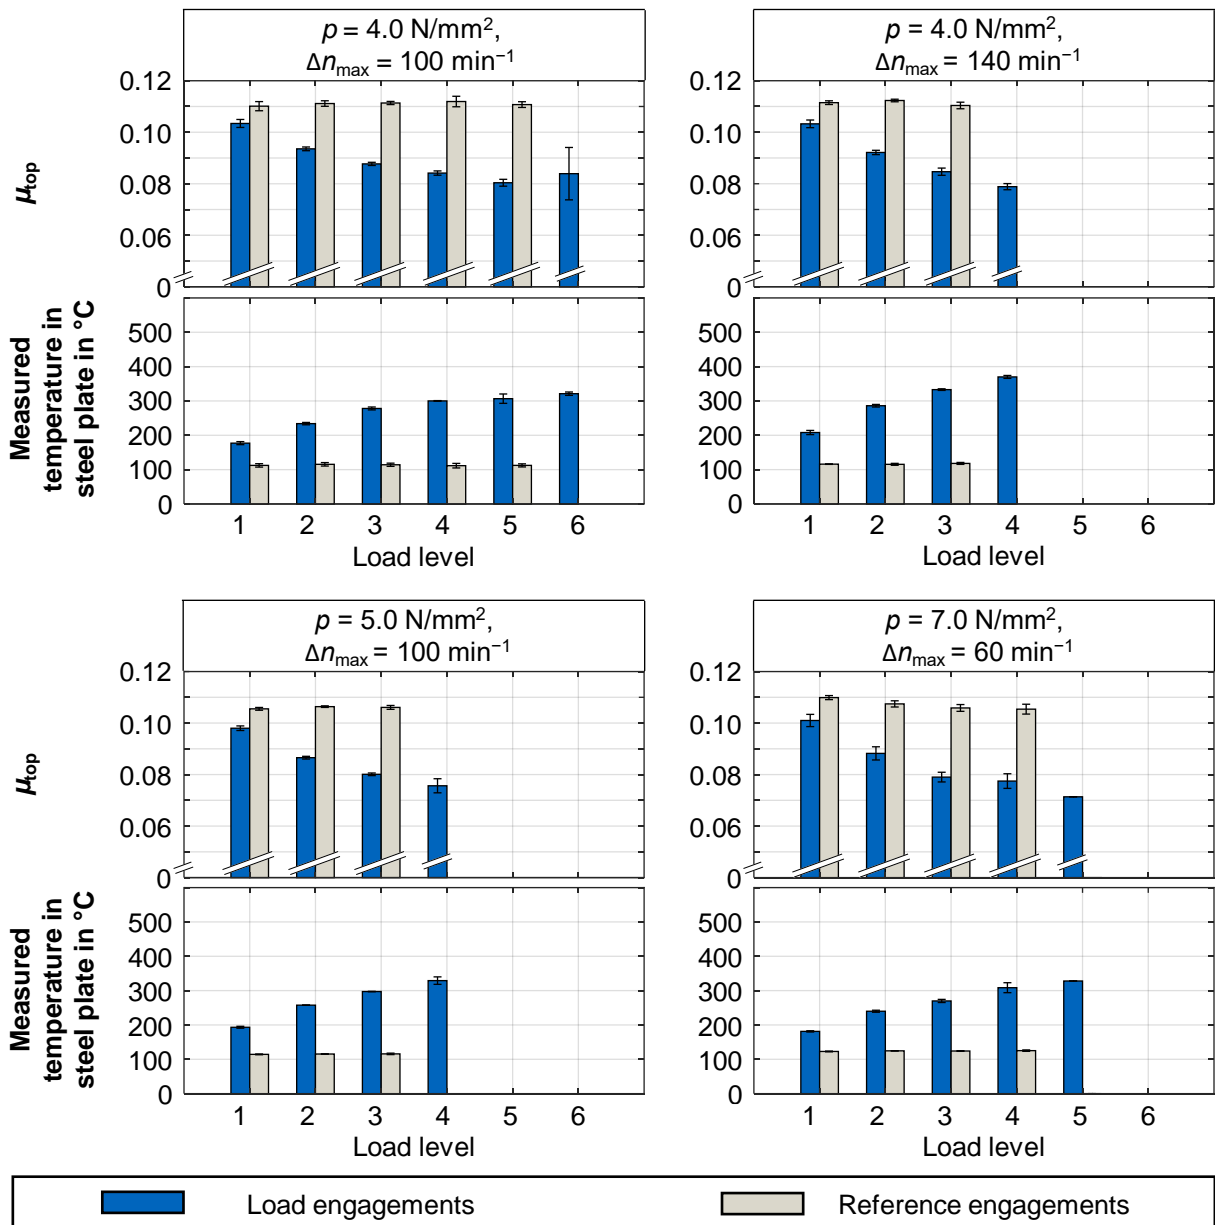 p = 4.0 N/mm²,
Δnmax = 100 min⁻¹
p = 4.0 N/mm²,
Δnmax = 140 min⁻¹
μtop
0.12
0.10
0.08
0.06
0
0.12
0.10
0.08
0.06
0
Measured
temperature in
steel plate in °C
500
400
300
200
100
0
1 2 3 4 5 6
Load level
500
400
300
200
100
0
1 2 3 4 5 6
Load level
p = 5.0 N/mm²,
Δnmax = 100 min⁻¹
p = 7.0 N/mm²,
Δnmax = 60 min⁻¹
μtop
0.12
0.10
0.08
0.06
0
0.12
0.10
0.08
0.06
0
Measured
temperature in
steel plate in °C
500
400
300
200
100
0
1 2 3 4 5 6
Load level
500
400
300
200
100
0
1 2 3 4 5 6
Load level
Load engagements
Reference engagements